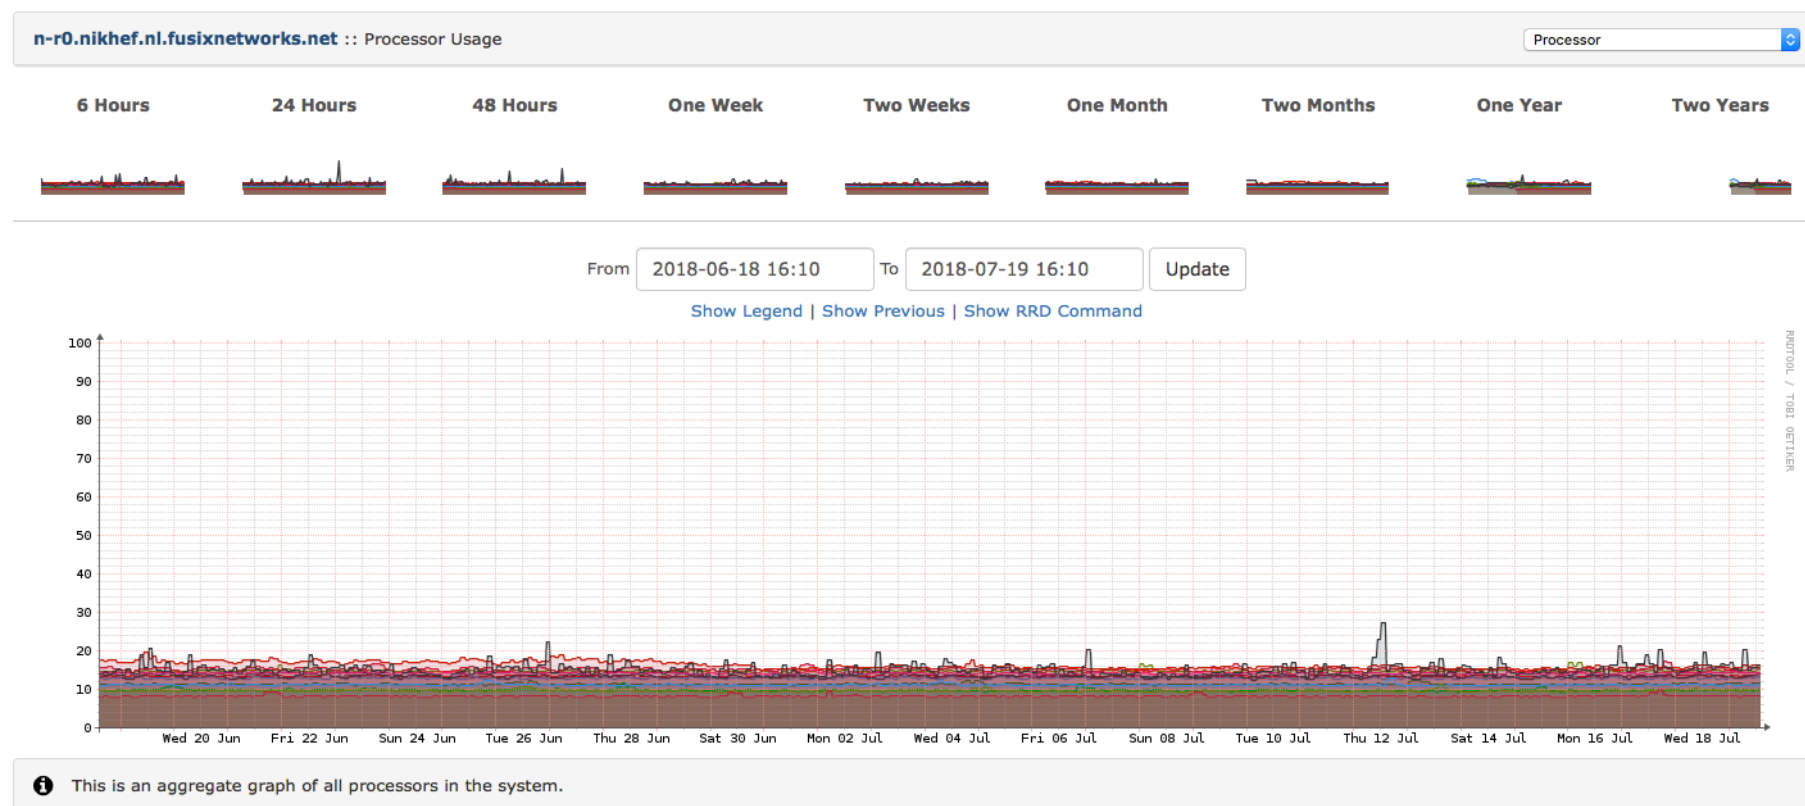 n-r0.nikhef.nl.fusixnetworks.net :: Processor Usage
Processor
6 Hours 24 Hours 48 Hours One Week Two Weeks One Month Two Months One Year Two Years
From 2018-06-18 16:10 To 2018-07-19 16:10 Update
Show Legend | Show Previous | Show RRD Command
RRDTOOL / TOBI OETIKER
100
90
80
70
60
50
40
30
20
10
0
Wed 20 Jun Fri 22 Jun Sun 24 Jun Tue 26 Jun Thu 28 Jun Sat 30 Jun Mon 02 Jul Wed 04 Jul Fri 06 Jul Sun 08 Jul Tue 10 Jul Thu 12 Jul Sat 14 Jul Mon 16 Jul Wed 18 Jul
This is an aggregate graph of all processors in the system.